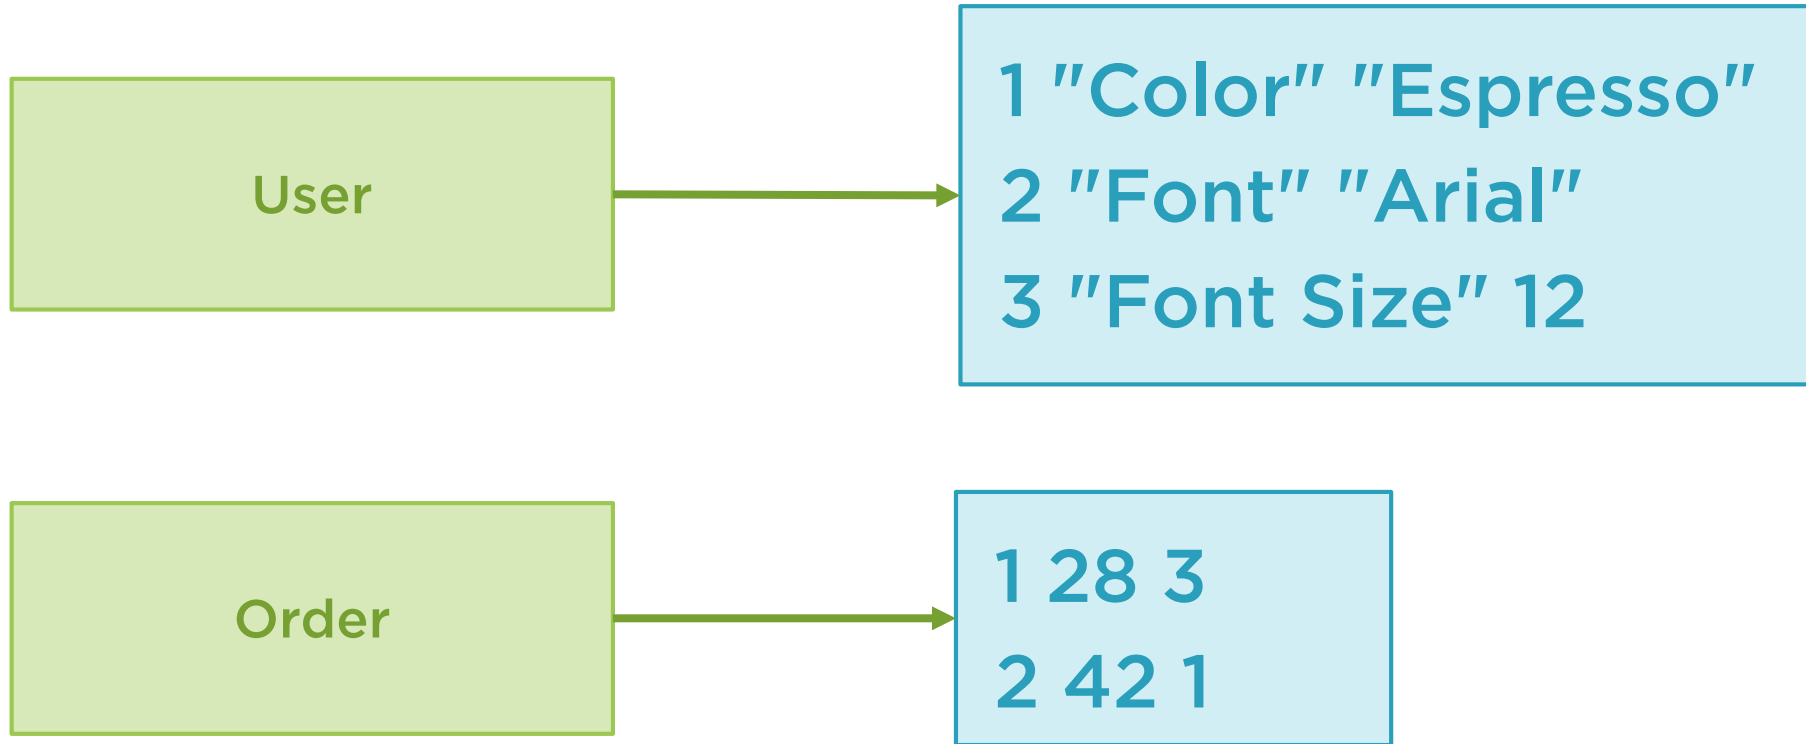 User
1 "Color" "Espresso"
2 "Font" "Arial"
3 "Font Size" 12
Order
1 28 3
2 42 1